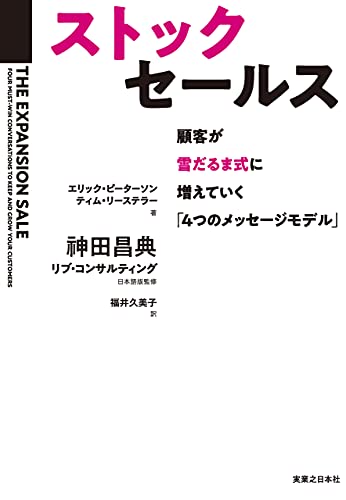 ストック
セールス
THE EXPANSION SALE
FOUR MUST-WIN CONVERSATIONS TO KEEP AND GROW YOUR CUSTOMERS
顧客が
雪だるま式に
増えていく
「4つのメッセージモデル」
エリック・ピーターソン
ティム・リーステラー
著
神田昌典
リブ・コンサルティング
日本語版監修
福井久美子
訳
実業之日本社